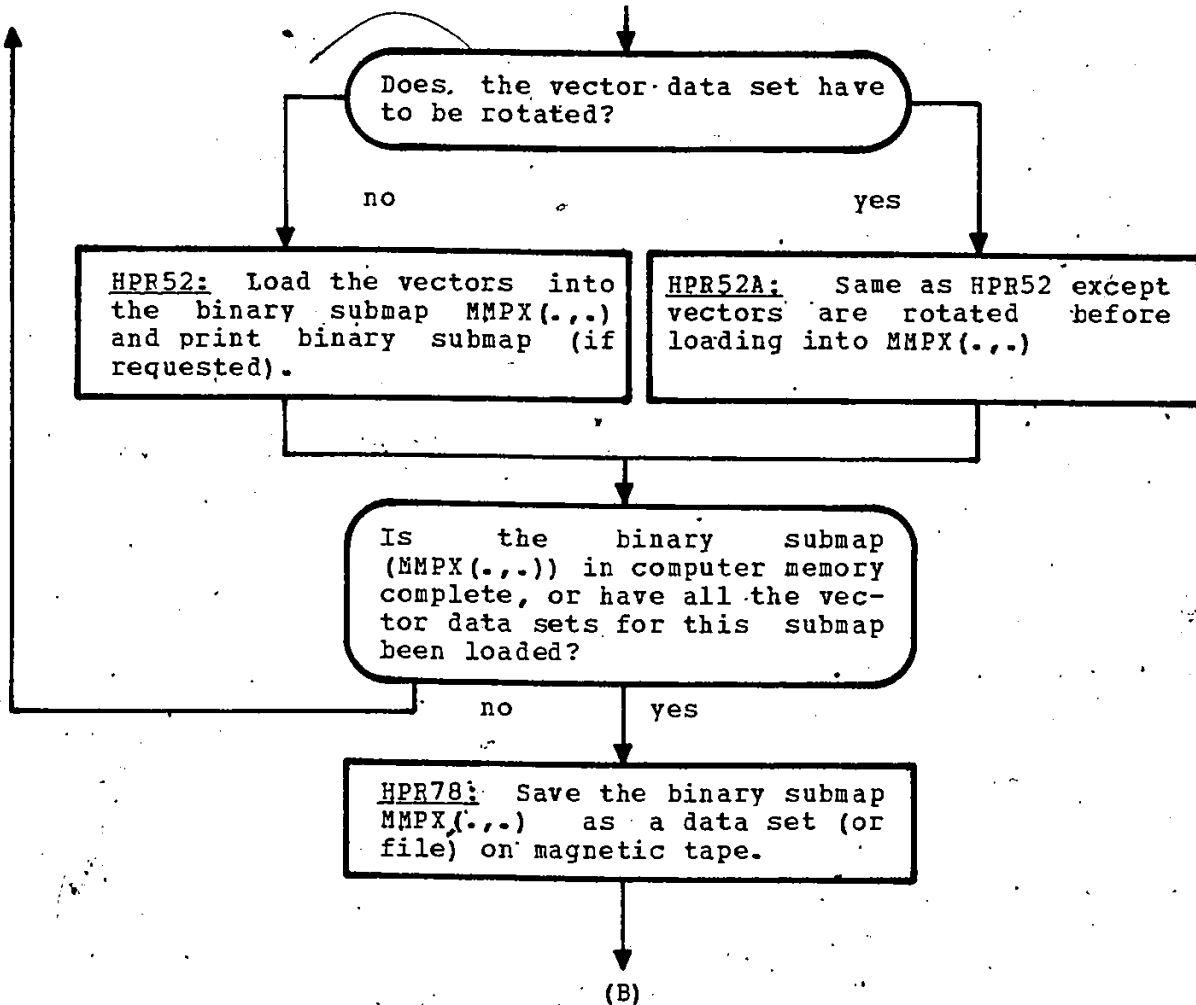 Does, the vector data set have
to be rotated?
no
yes
HPR52: Load the vectors into
the binary submap MMPX(.,.)
and print binary submap (if
requested).
HPR52A: Same as HPR52 except
vectors are rotated before
loading into MMPX(.,.)
Is the binary submap
(MMPX(.,.)) in computer memory
complete, or have all the vec-
tor data sets for this submap
been loaded?
no
yes
HPR78: Save the binary submap
MMPX(.,.) as a data set (or
file) on magnetic tape.
(B)